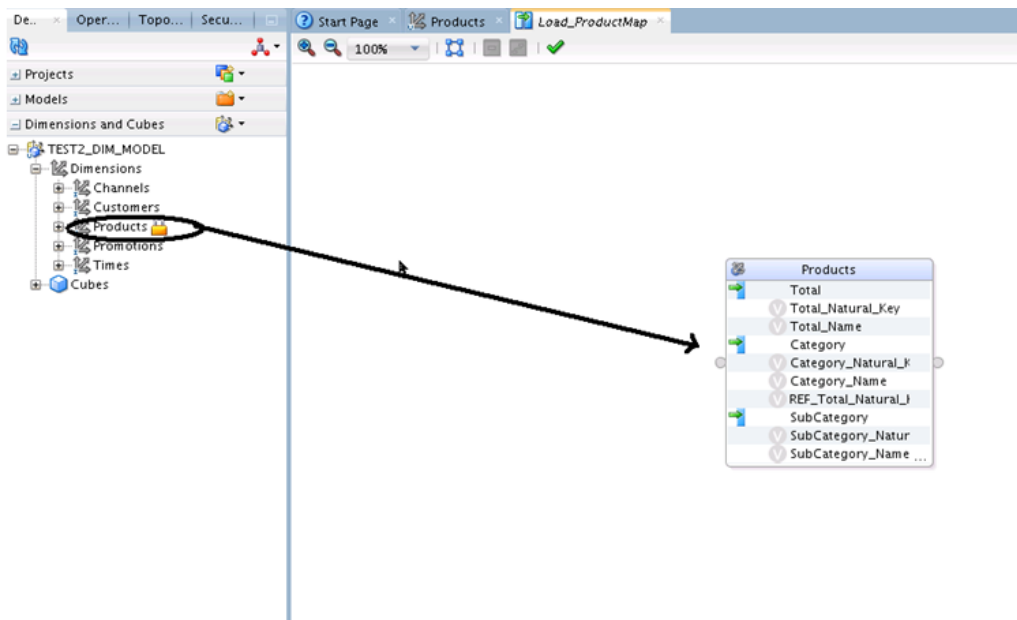 De...
Oper...
Topo...
Secu...
Start Page
Products
Load_ProductMap
100%
Projects
Models
Dimensions and Cubes
TEST2_DIM_MODEL
Dimensions
Channels
Customers
Products
Promotions
Times
Cubes
Products
Total
Total_Natural_Key
Total_Name
Category
Category_Natural_K
Category_Name
REF_Total_Natural_K
SubCategory
SubCategory_Natur
SubCategory_Name ...